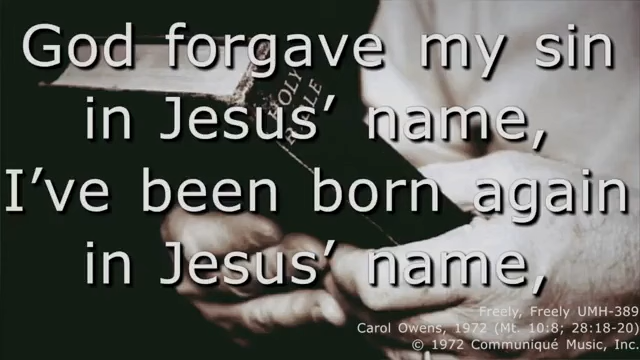 God forgave my sin
in Jesus’ name,
I’ve been born again
in Jesus’ name,
HOLY
BIBLE
Freely, Freely UMH-389
Carol Owens, 1972 (Mt. 10:8; 28:18-20)
© 1972 Communiqué Music, Inc.